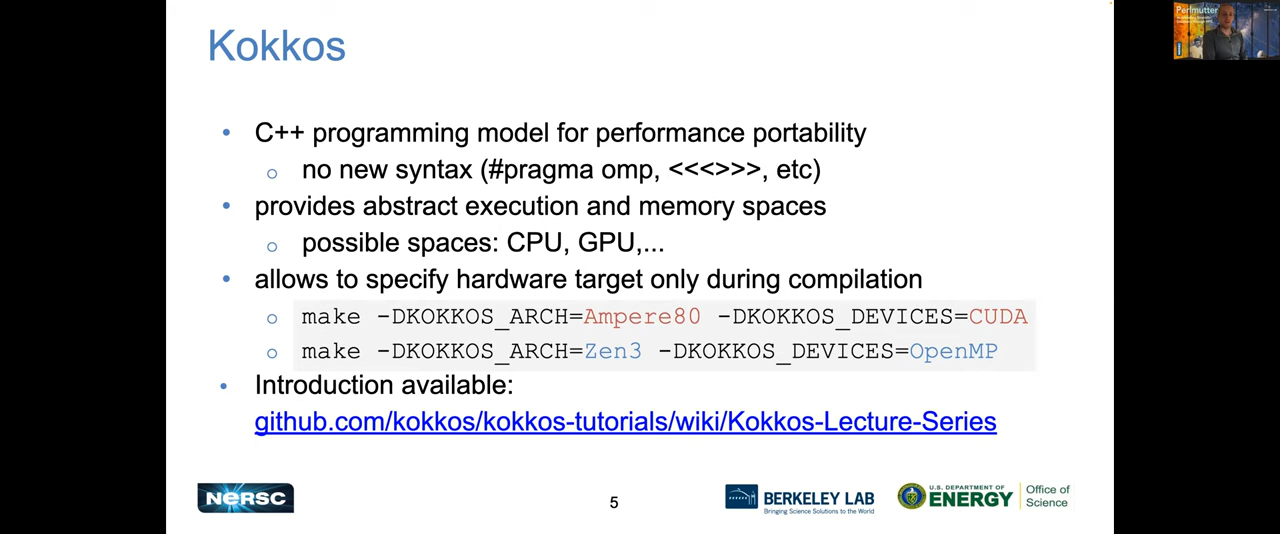 Kokkos
Perlmutter
• C++ programming model for performance portability
o no new syntax (#pragma omp, <<<>>>, etc)
• provides abstract execution and memory spaces
o possible spaces: CPU, GPU,...
• allows to specify hardware target only during compilation
o make -DKOKKOS_ARCH=Ampere80 -DKOKKOS_DEVICES=CUDA
o make -DKOKKOS_ARCH=Zen3 -DKOKKOS_DEVICES=OpenMP
• Introduction available:
github.com/kokkos/kokkos-tutorials/wiki/Kokkos-Lecture-Series
NERSC
5
BERKELEY LAB
Bringing Science Solutions to the World
U.S. DEPARTMENT OF
ENERGY
Office of
Science